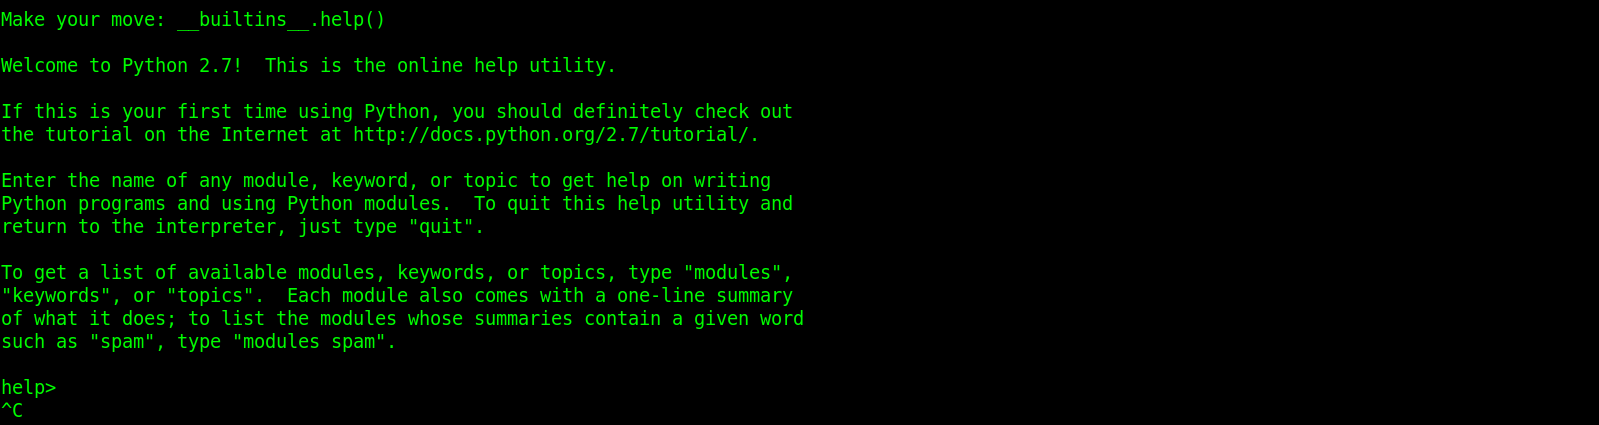 Make your move: __builtins__.help()
Welcome to Python 2.7!  This is the online help utility.
If this is your first time using Python, you should definitely check out
the tutorial on the Internet at http://docs.python.org/2.7/tutorial/.
Enter the name of any module, keyword, or topic to get help on writing
Python programs and using Python modules.  To quit this help utility and
return to the interpreter, just type "quit".
To get a list of available modules, keywords, or topics, type "modules",
"keywords", or "topics".  Each module also comes with a one-line summary
of what it does; to list the modules whose summaries contain a given word
such as "spam", type "modules spam".
help>
^C